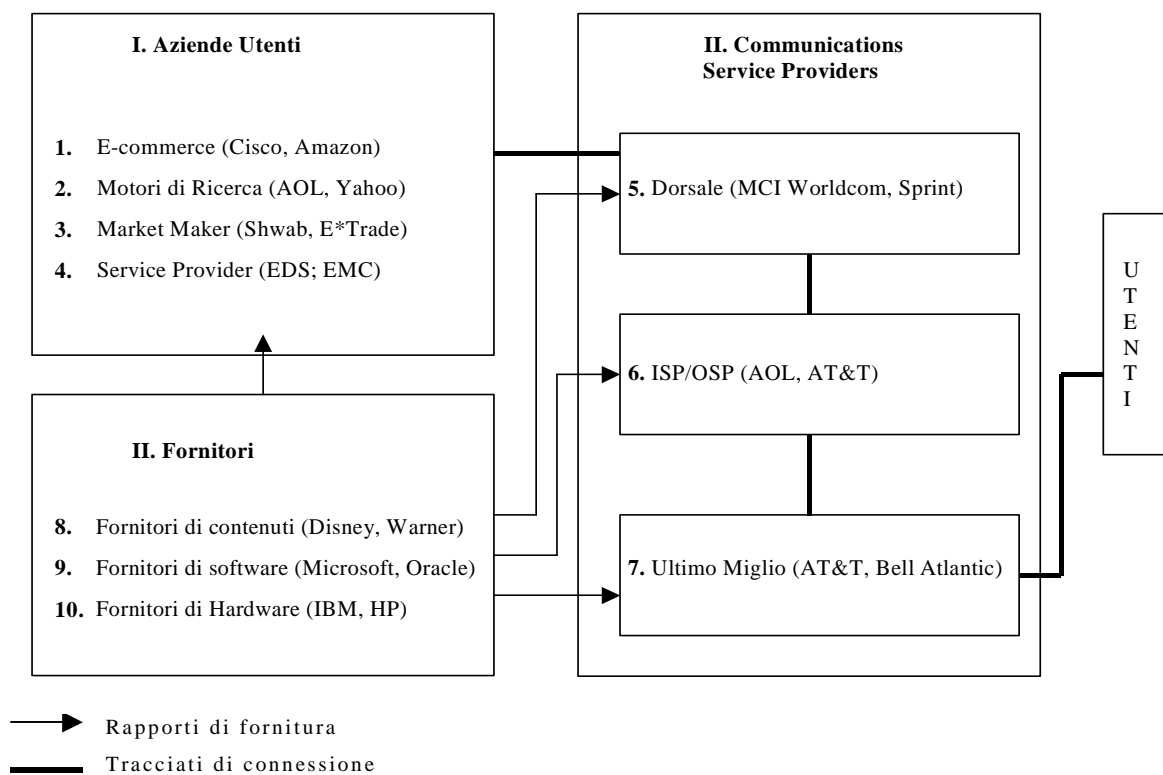 I. Aziende Utenti
1. E-commerce (Cisco, Amazon)
2. Motori di Ricerca (AOL, Yahoo)
3. Market Maker (Shwab, E*Trade)
4. Service Provider (EDS; EMC)
II. Fornitori
8. Fornitori di contenuti (Disney, Warner)
9. Fornitori di software (Microsoft, Oracle)
10. Fornitori di Hardware (IBM, HP)
II. Communications
Service Providers
5. Dorsale (MCI Worldcom, Sprint)
6. ISP/OSP (AOL, AT&T)
7. Ultimo Miglio (AT&T, Bell Atlantic)
U
T
E
N
T
I
Rapporti di fornitura
Tracciati di connessione